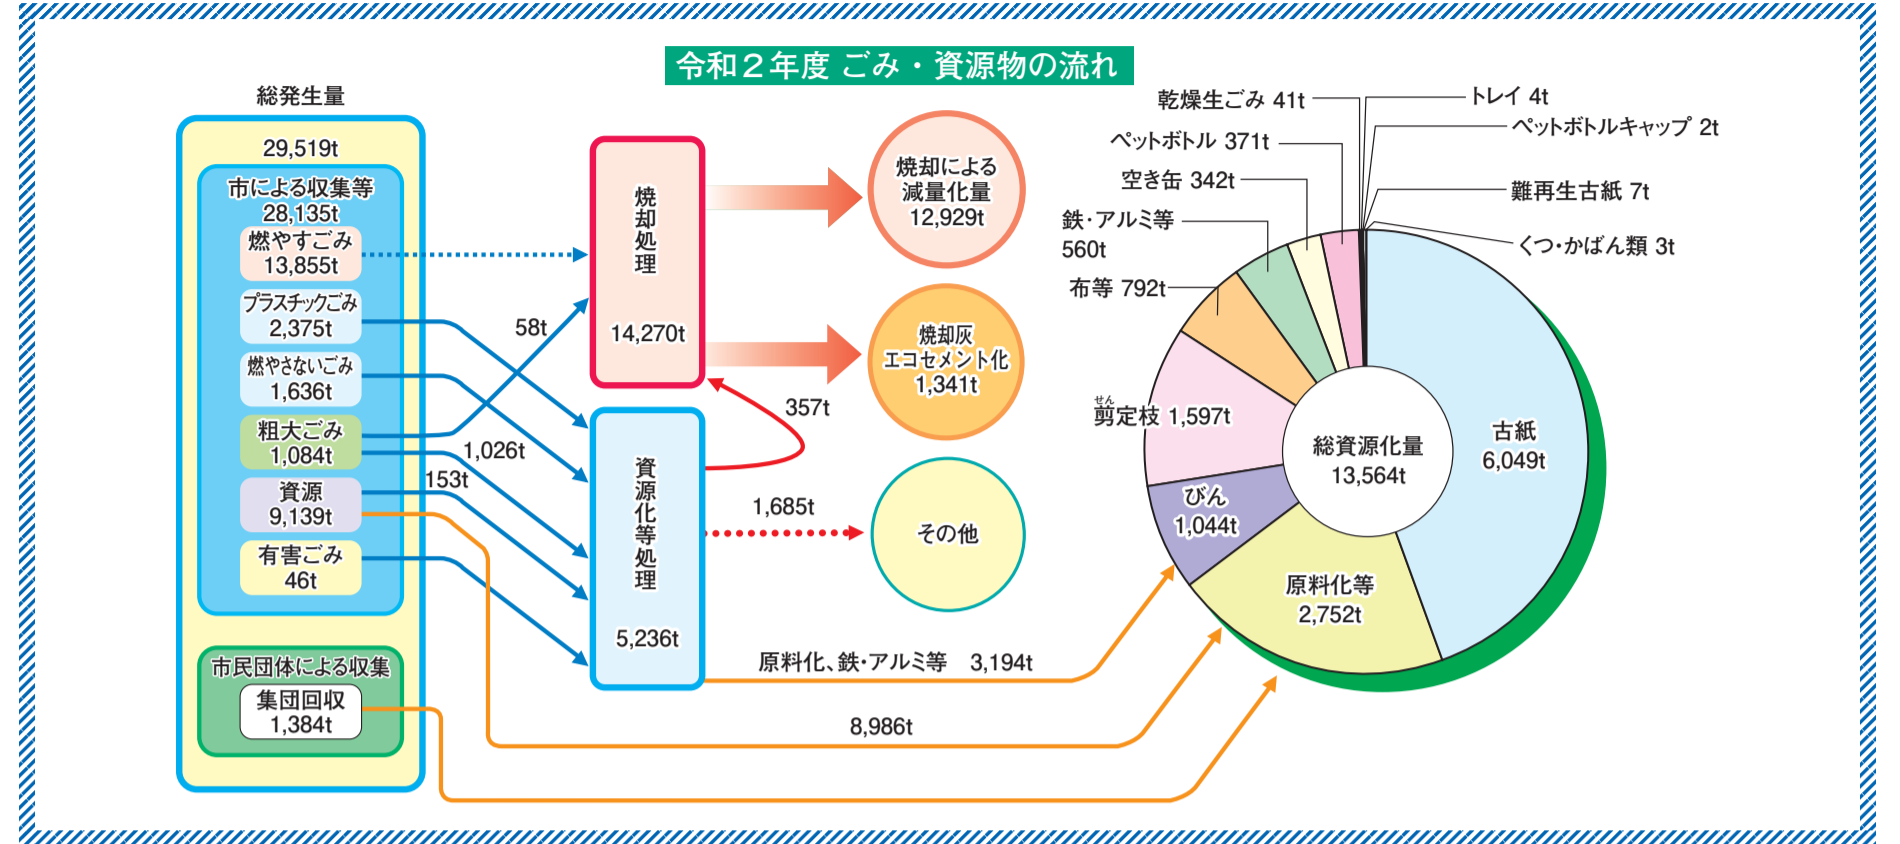 令和２年度 ごみ・資源物の流れ
総発生量
29,519t
市による収集等
28,135t
燃やすごみ
13,855t
プラスチックごみ
2,375t
燃やさないごみ
1,636t
粗大ごみ
1,084t
資源
9,139t
有害ごみ
46t
市民団体による収集
集団回収
1,384t
58t
1,026t
153t
焼却処理
14,270t
資源化等処理
5,236t
357t
1,685t
焼却による
減量化量
12,929t
焼却灰
エコセメント化
1,341t
その他
原料化、鉄・アルミ等 3,194t
8,986t
乾燥生ごみ 41t
ペットボトル 371t
空き缶 342t
鉄・アルミ等
560t
布等 792t
せん
剪定枝 1,597t
びん
1,044t
原料化等
2,752t
古紙
6,049t
総資源化量
13,564t
トレイ 4t
ペットボトルキャップ 2t
難再生古紙 7t
くつ・かばん類 3t